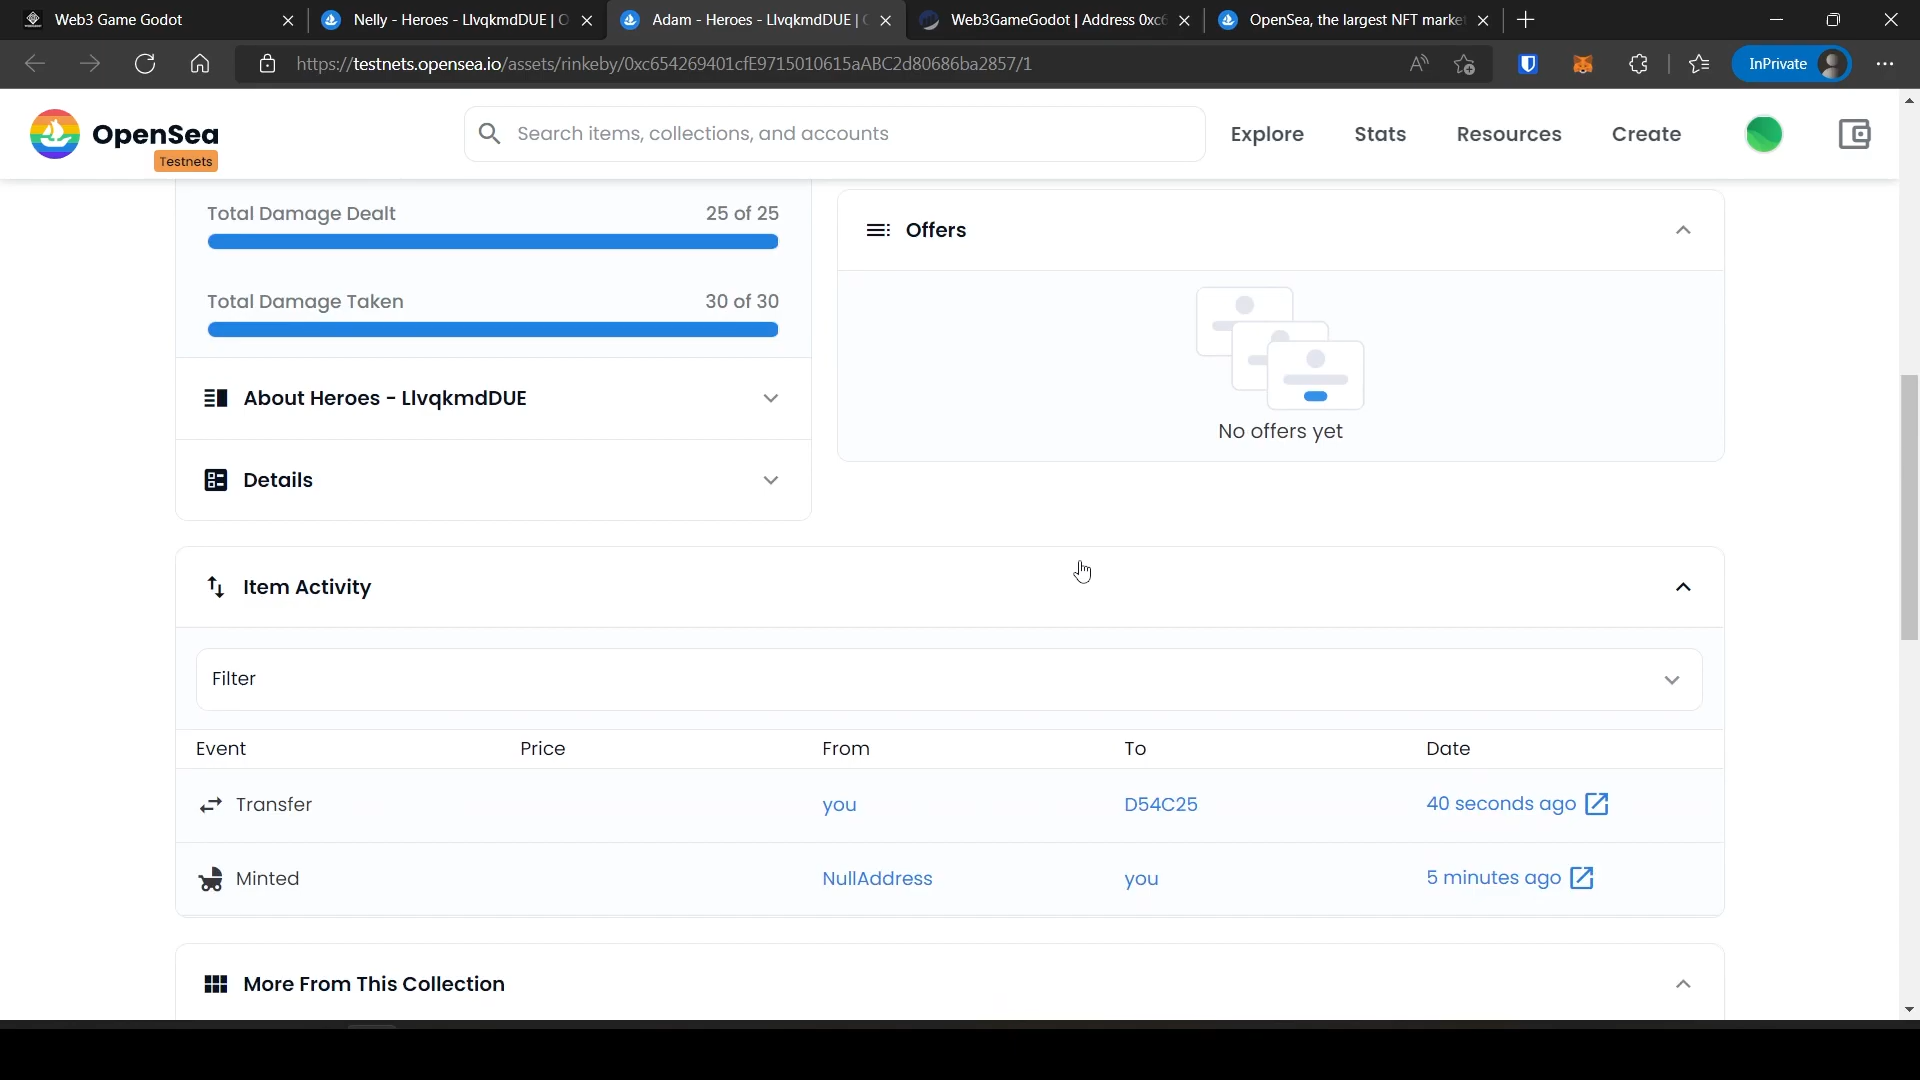 Web3 Game Godot
Nelly - Heroes - LlvqkmdDUE | O
Adam - Heroes - LlvqkmdDUE |
Web3GameGodot | Address 0xc6
OpenSea, the largest NFT market
https://testnets.opensea.io/assets/rinkeby/0xc654269401cfE9715010615aABC2d80686ba2857/1
InPrivate
OpenSea
Testnets
Search items, collections, and accounts
Explore
Stats
Resources
Create
Total Damage Dealt
25 of 25
Total Damage Taken
30 of 30
About Heroes - LlvqkmdDUE
Details
Offers
No offers yet
Item Activity
Filter
Event Price From To Date
Transfer you D54C25 40 seconds ago
Minted NullAddress you 5 minutes ago
More From This Collection